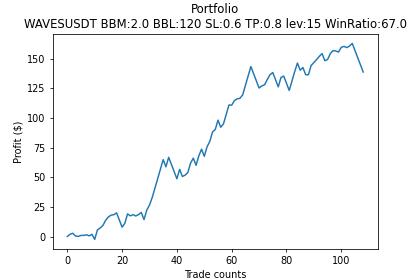 Portfolio
WAVESUSDT BBM:2.0 BBL:120 SL:0.6 TP:0.8 lev:15 WinRatio:67.0
150
125
100
75
50
25
0
Profit ($)
0 20 40 60 80 100
Trade counts